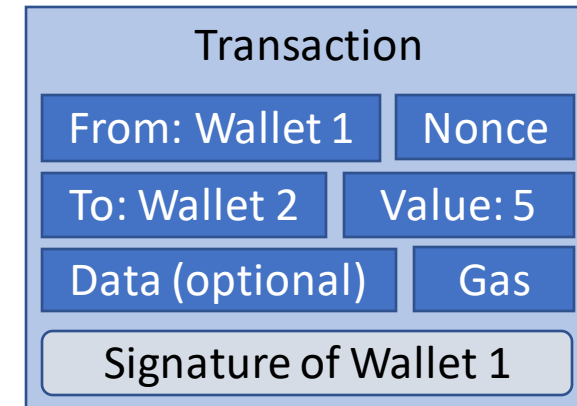 Transaction
From: Wallet 1 Nonce
To: Wallet 2 Value: 5
Data (optional) Gas
Signature of Wallet 1